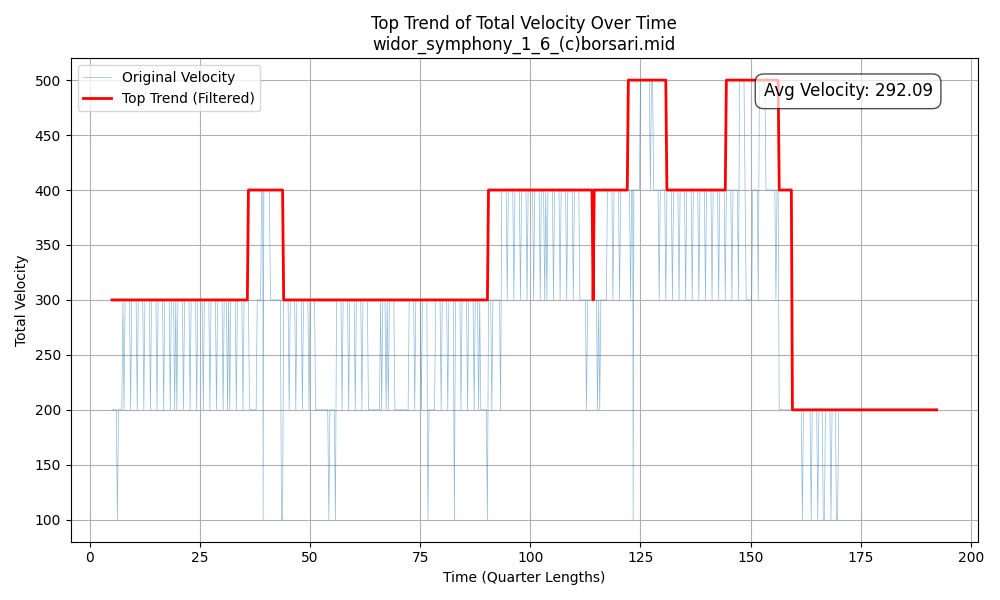 Top Trend of Total Velocity Over Time
widor_symphony_1_6_(c)borsari.mid
Original Velocity
Top Trend (Filtered)
Avg Velocity: 292.09
Total Velocity
500
450
400
350
300
250
200
150
100
0 25 50 75 100 125 150 175 200
Time (Quarter Lengths)